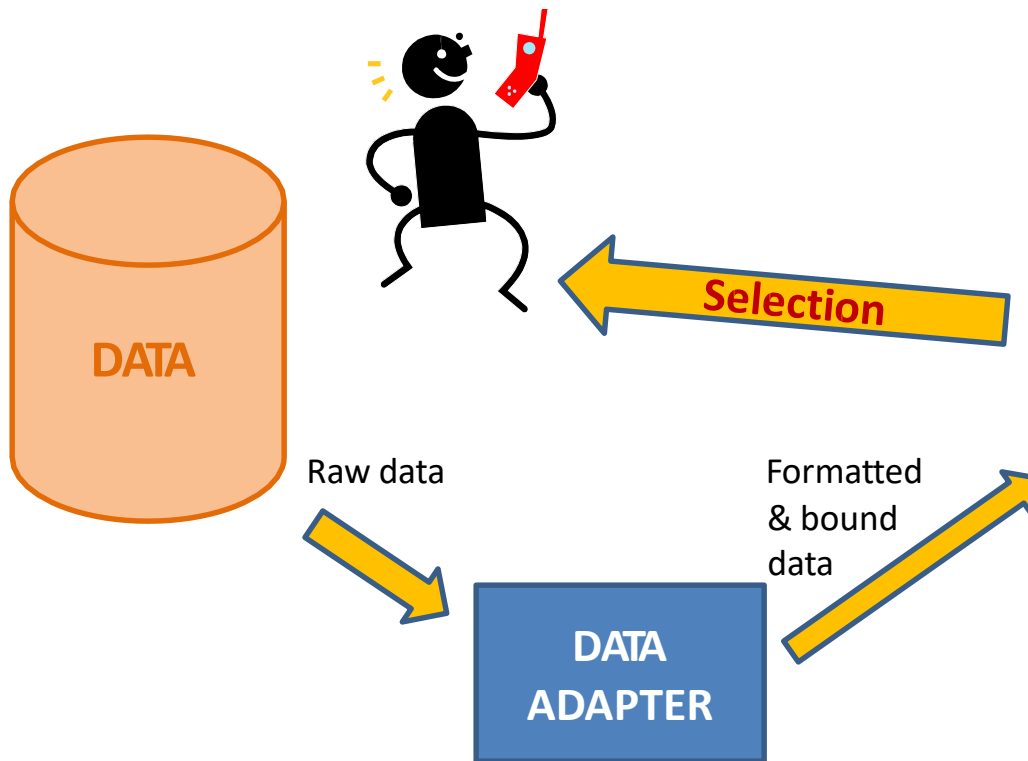 Selection
DATA
Raw data
Formatted
& bound
data
DATA
ADAPTER